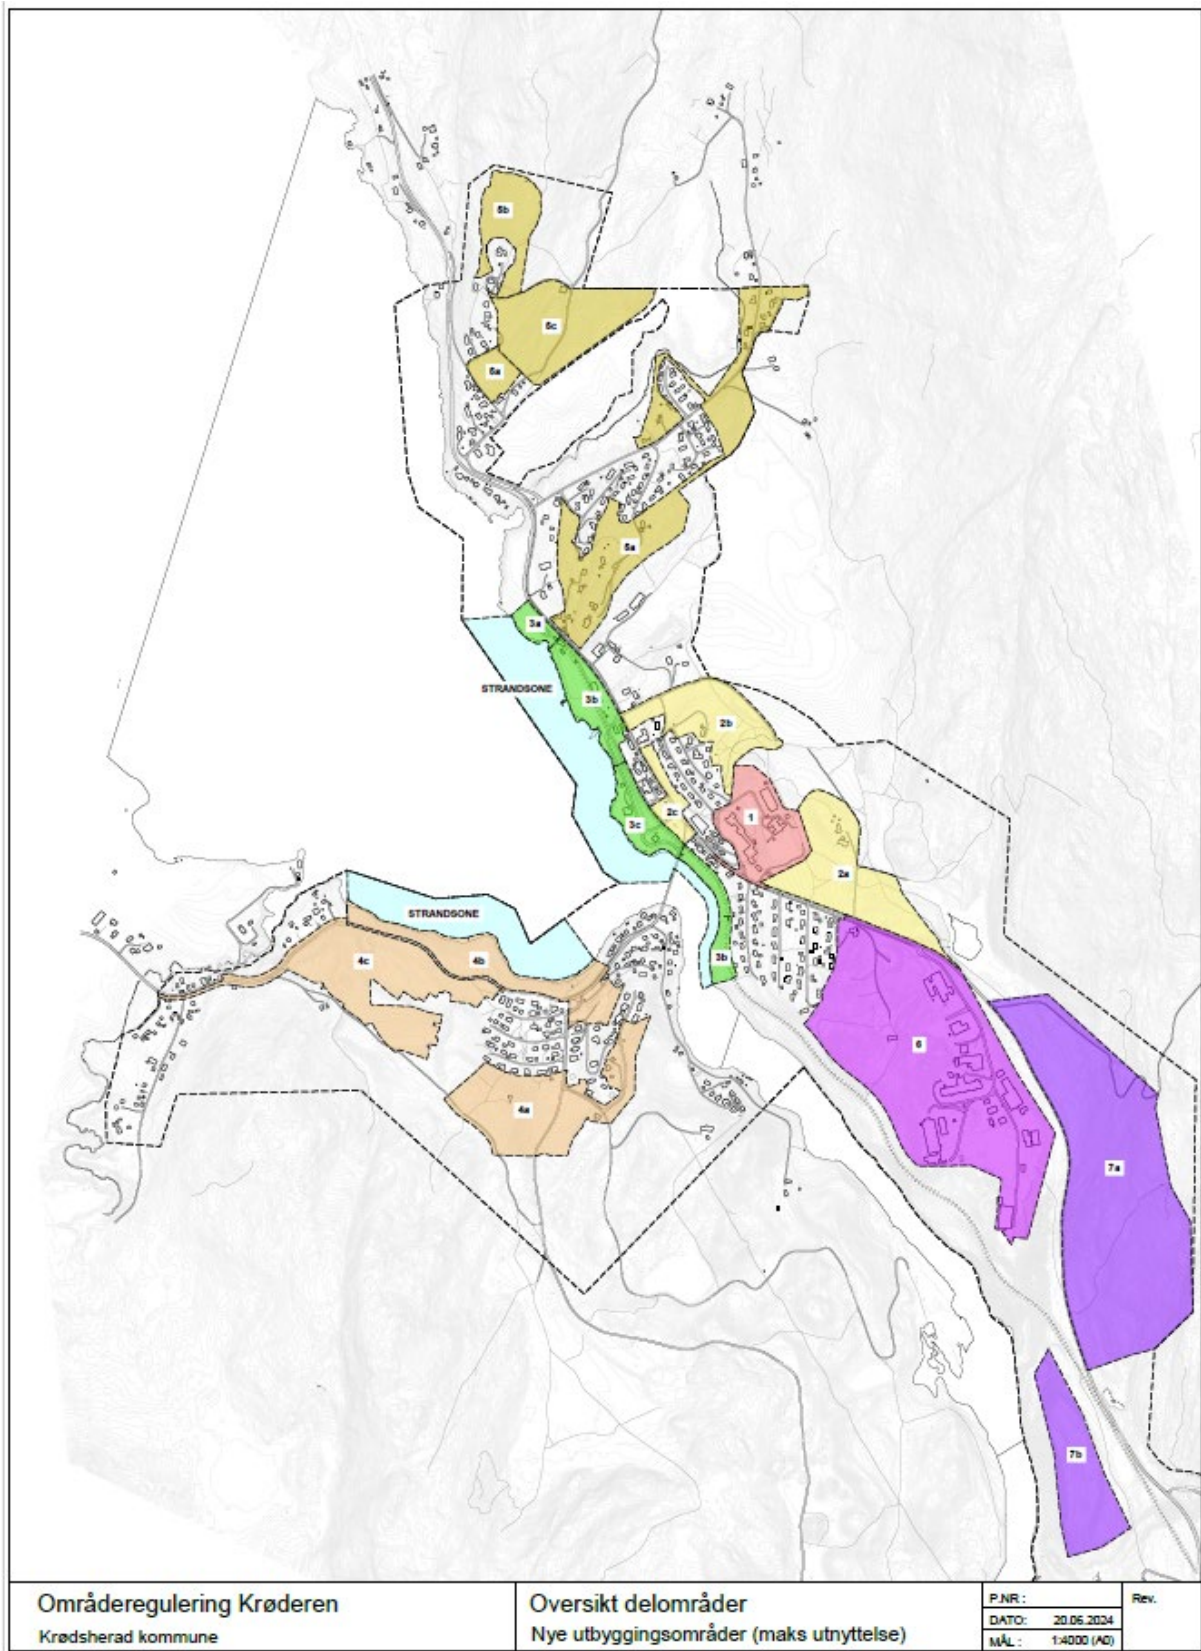 5b
5c
5a
5a
3a
STRANDSONE
3b
2b
2c
3c
1
2a
STRANDSONE
3b
4c
4b
6
4a
7a
7b
Områderegulering Krøderen
Krødsherad kommune
Oversikt delområder
Nye utbyggingsområder (maks utnyttelse)
P.NR :
DATO: 20.06.2024
MÅL : 1:4000 (A0)
Rev.